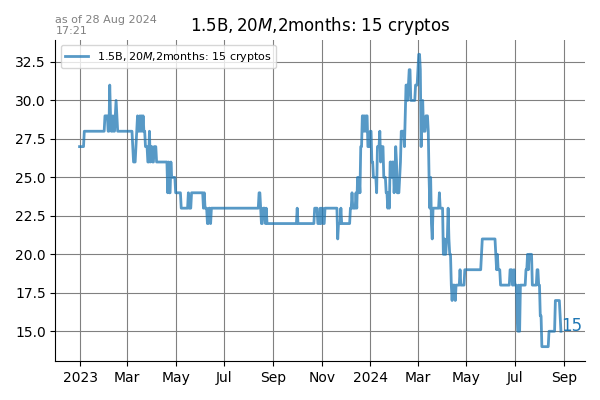 as of 28 Aug 2024
17:21
1.5B, 20M,2months: 15 cryptos
1.5B, 20M,2months: 15 cryptos
32.5
30.0
27.5
25.0
22.5
20.0
17.5
15.0
15
2023 Mar May Jul Sep Nov 2024 Mar May Jul Sep